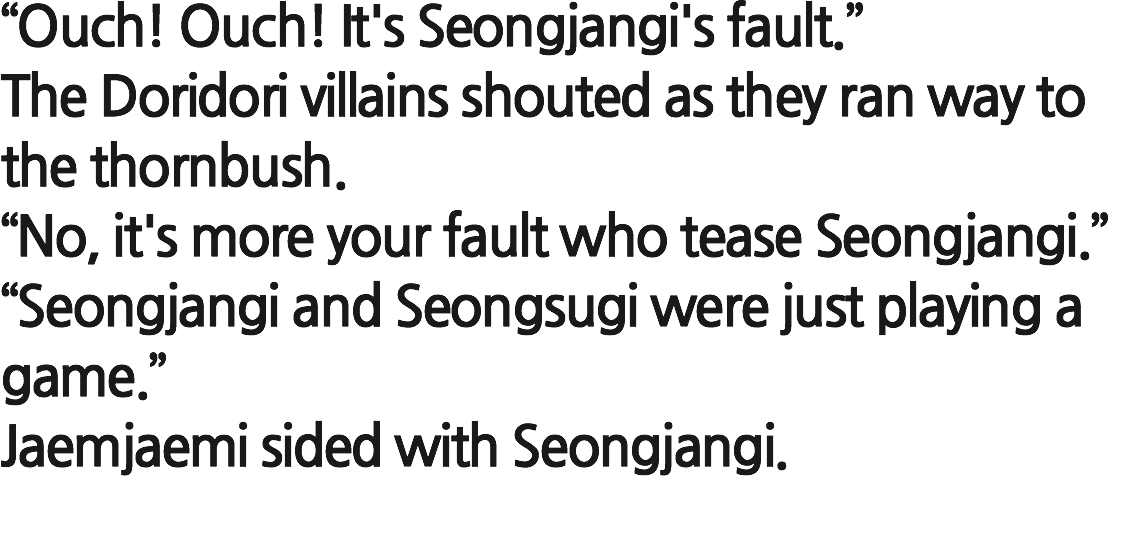 “Ouch! Ouch! It's Seongjangi's fault.”
The Doridori villains shouted as they ran way to
the thornbush.
“No, it's more your fault who tease Seongjangi.”
“Seongjangi and Seongsugi were just playing a
game.”
Jaemjaemi sided with Seongjangi.